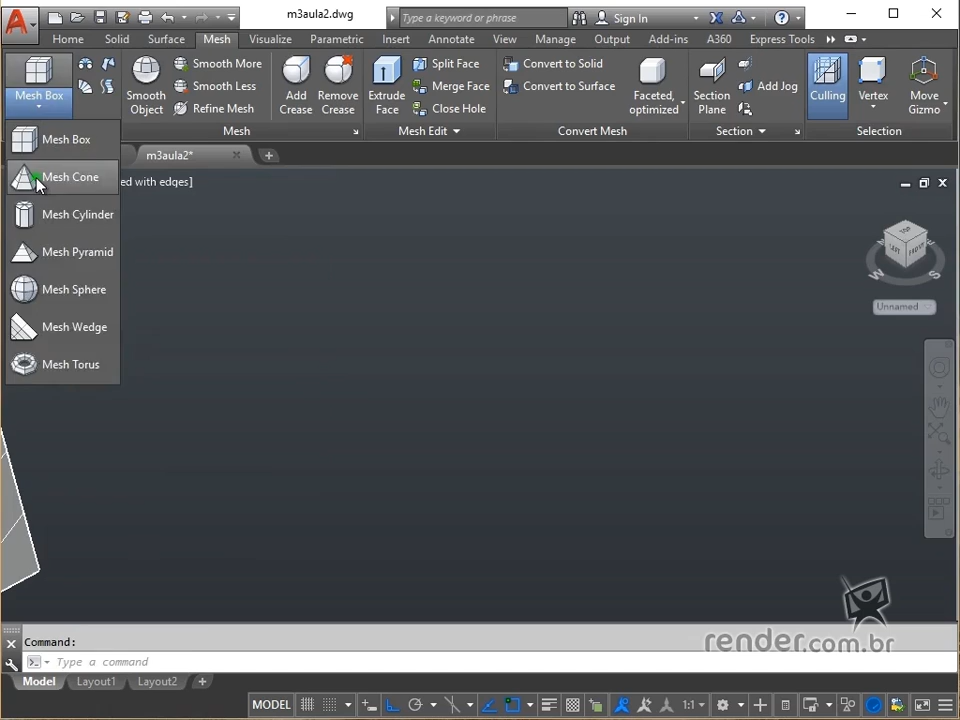 m3aula2.dwg
Type a keyword or phrase
Sign In
Home Solid Surface Mesh Visualize Parametric Insert Annotate View Manage Output Add-ins A360 Express Tools
Mesh Box
Smooth Object
Smooth More
Smooth Less
Refine Mesh
Add Crease
Remove Crease
Extrude Face
Split Face
Merge Face
Close Hole
Convert to Solid
Convert to Surface
Faceted, optimized
Section Plane
Add Jog
Culling
Vertex
Move Gizmo
Mesh
Mesh Edit
Convert Mesh
Section
Selection
m3aula2*
Mesh Box
Mesh Cone
Mesh Cylinder
Mesh Pyramid
Mesh Sphere
Mesh Wedge
Mesh Torus
ed with edges]
TOP
LEFT FRONT
W S
Unnamed
render.com.br
Command:
Type a command
Model Layout1 Layout2
MODEL
1:1